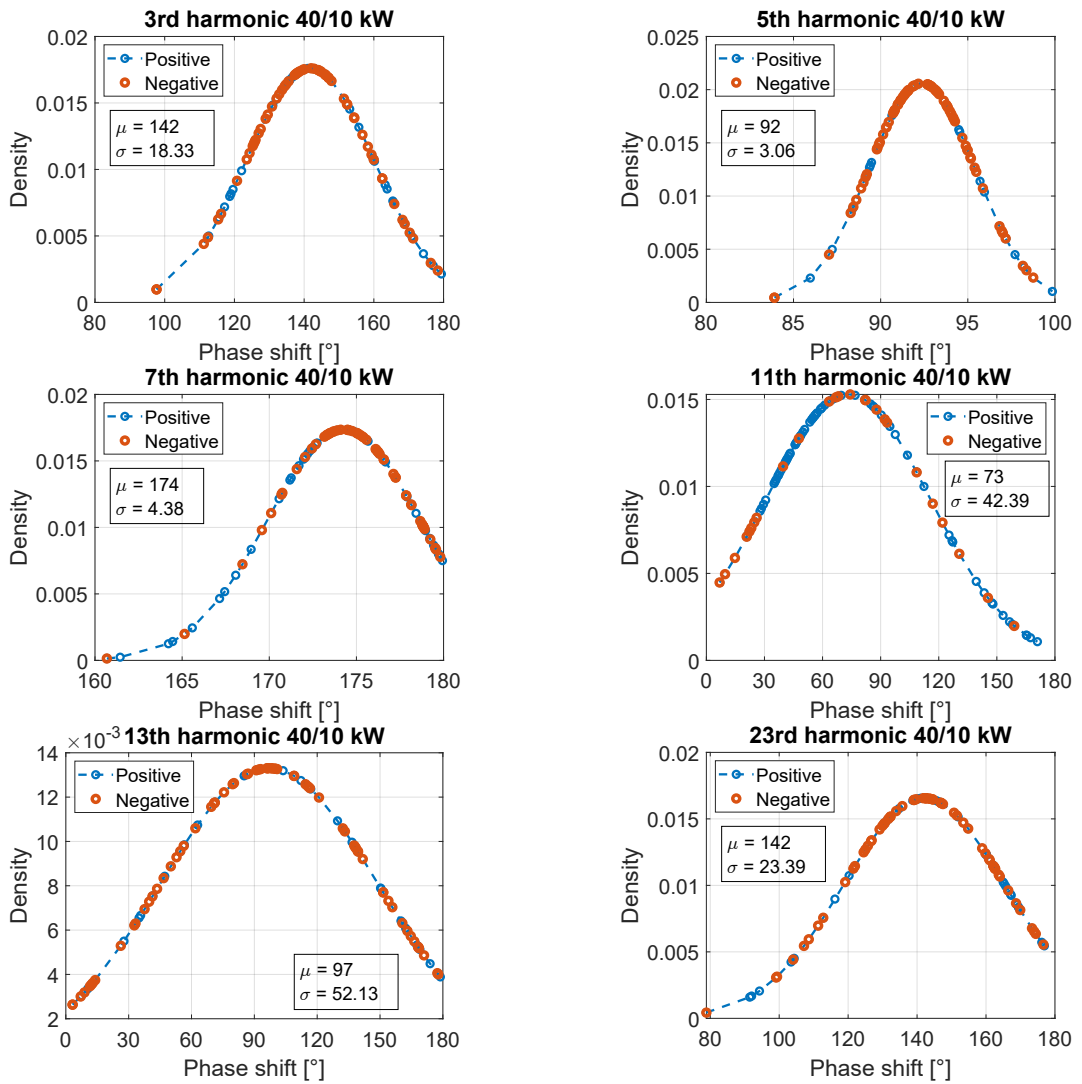 3rd harmonic 40/10 kW
0.02
0.015
0.01
0.005
0
Density
Positive
Negative
μ = 142
σ = 18.33
80 100 120 140 160 180
Phase shift [°]
5th harmonic 40/10 kW
0.025
0.02
0.015
0.01
0.005
0
Density
Positive
Negative
μ = 92
σ = 3.06
80 85 90 95 100
Phase shift [°]
7th harmonic 40/10 kW
0.02
0.015
0.01
0.005
0
Density
Positive
Negative
μ = 174
σ = 4.38
160 165 170 175 180
Phase shift [°]
11th harmonic 40/10 kW
0.015
0.01
0.005
0
Density
Positive
Negative
μ = 73
σ = 42.39
0 30 60 90 120 150 180
Phase shift [°]
×10⁻³ 13th harmonic 40/10 kW
14
12
10
8
6
4
2
Density
Positive
Negative
μ = 97
σ = 52.13
0 30 60 90 120 150 180
Phase shift [°]
23rd harmonic 40/10 kW
0.02
0.015
0.01
0.005
0
Density
Positive
Negative
μ = 142
σ = 23.39
80 100 120 140 160 180
Phase shift [°]